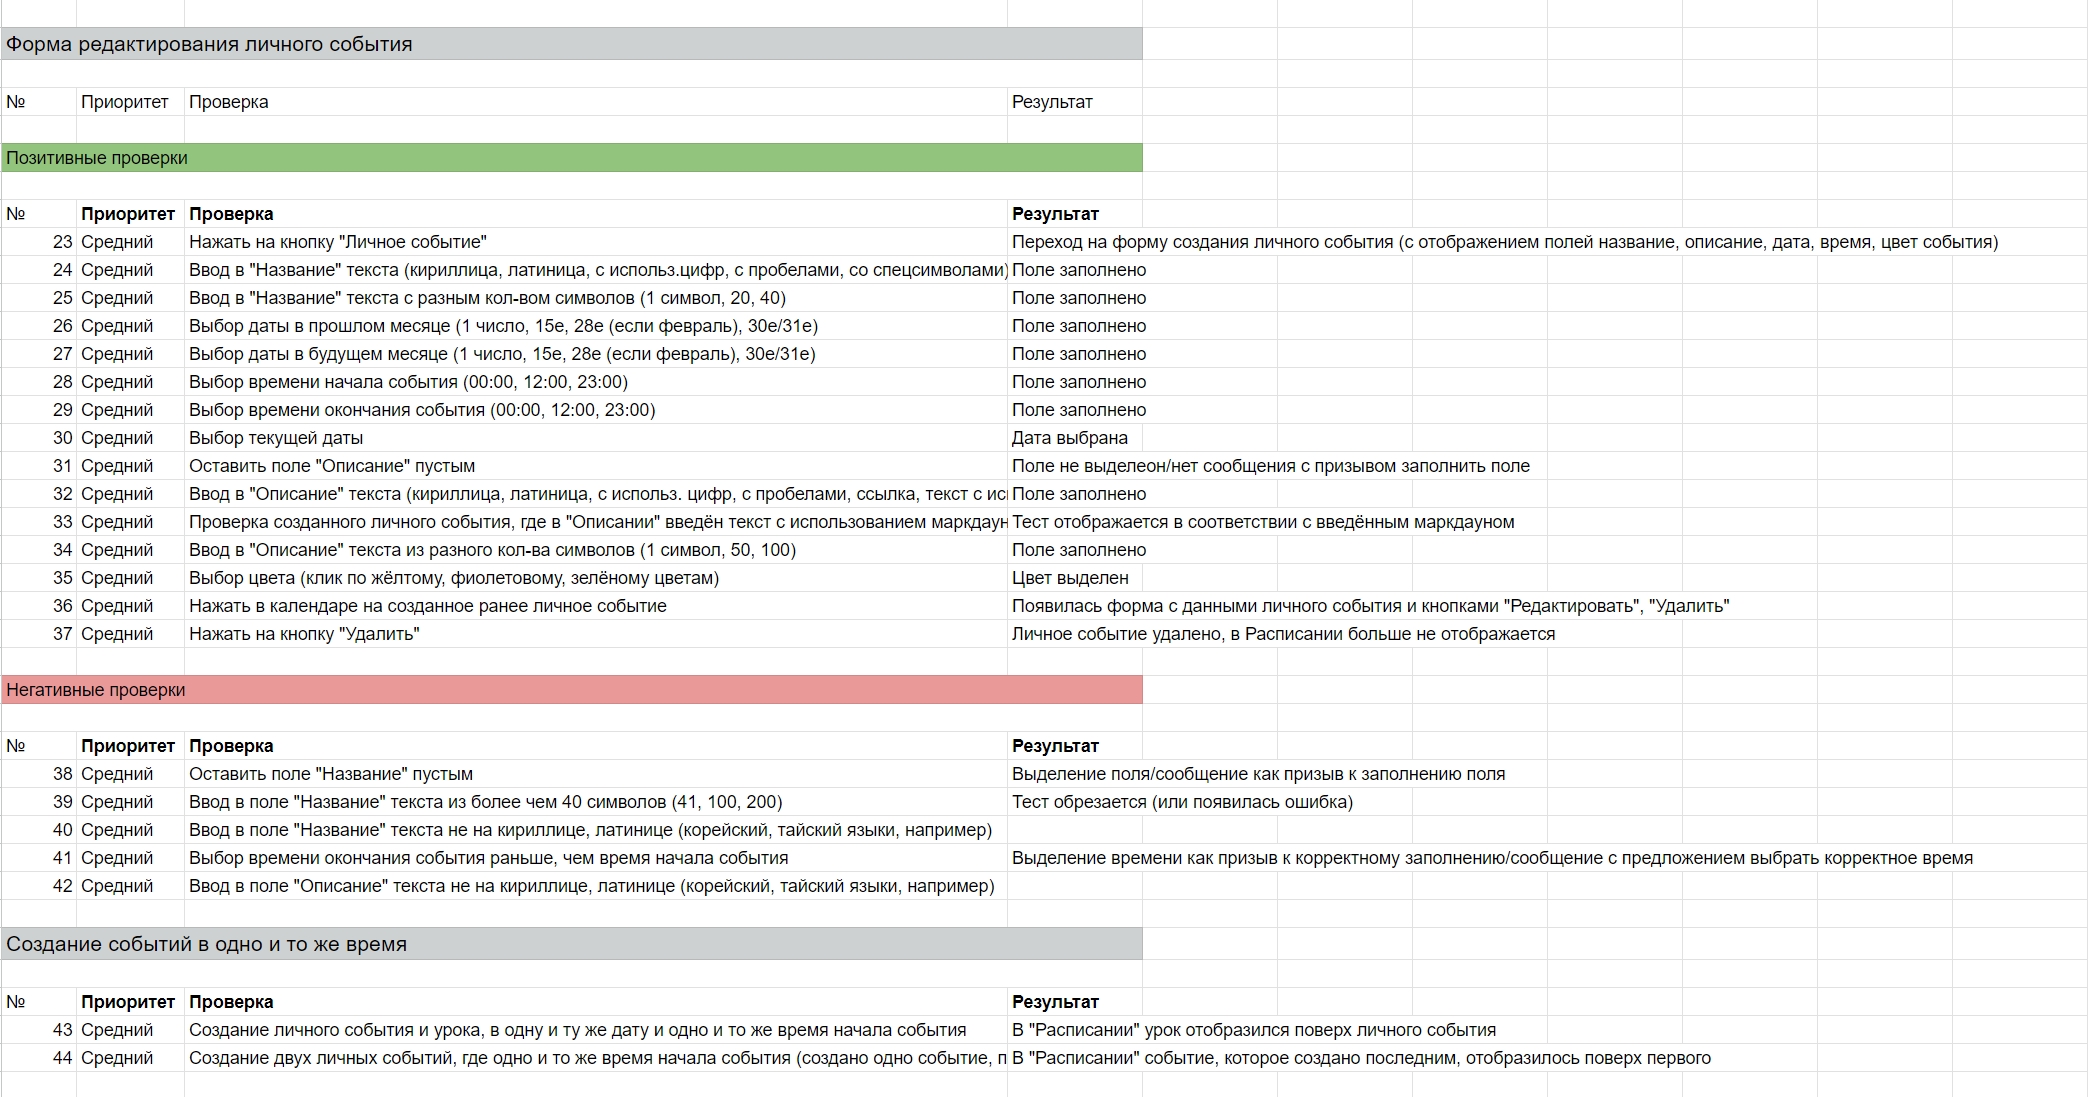 Форма редактирования личного события
№ Приоритет Проверка Результат
Позитивные проверки
№ Приоритет Проверка Результат
23 Средний Нажать на кнопку "Личное событие" Переход на форму создания личного события (с отображением полей название, описание, дата, время, цвет события)
24 Средний Ввод в "Название" текста (кириллица, латиница, с использ.цифр, с пробелами, со спецсимволами) Поле заполнено
25 Средний Ввод в "Название" текста с разным кол-вом символов (1 символ, 20, 40) Поле заполнено
26 Средний Выбор даты в прошлом месяце (1 число, 15е, 28е (если февраль), 30е/31е) Поле заполнено
27 Средний Выбор даты в будущем месяце (1 число, 15е, 28е (если февраль), 30е/31е) Поле заполнено
28 Средний Выбор времени начала события (00:00, 12:00, 23:00) Поле заполнено
29 Средний Выбор времени окончания события (00:00, 12:00, 23:00) Поле заполнено
30 Средний Выбор текущей даты Дата выбрана
31 Средний Оставить поле "Описание" пустым Поле не выделеон/нет сообщения с призывом заполнить поле
32 Средний Ввод в "Описание" текста (кириллица, латиница, с использ. цифр, с пробелами, ссылка, текст с ис Поле заполнено
33 Средний Проверка созданного личного события, где в "Описании" введён текст с использованием маркдаун Тест отображается в соответствии с введённым маркдауном
34 Средний Ввод в "Описание" текста из разного кол-ва символов (1 символ, 50, 100) Поле заполнено
35 Средний Выбор цвета (клик по жёлтому, фиолетовому, зелёному цветам) Цвет выделен
36 Средний Нажать в календаре на созданное ранее личное событие Появилась форма с данными личного события и кнопками "Редактировать", "Удалить"
37 Средний Нажать на кнопку "Удалить" Личное событие удалено, в Расписании больше не отображается
Негативные проверки
№ Приоритет Проверка Результат
38 Средний Оставить поле "Название" пустым Выделение поля/сообщение как призыв к заполнению поля
39 Средний Ввод в поле "Название" текста из более чем 40 символов (41, 100, 200) Тест обрезается (или появилась ошибка)
40 Средний Ввод в поле "Название" текста не на кириллице, латинице (корейский, тайский языки, например)
41 Средний Выбор времени окончания события раньше, чем время начала события Выделение времени как призыв к корректному заполнению/сообщение с предложением выбрать корректное время
42 Средний Ввод в поле "Описание" текста не на кириллице, латинице (корейский, тайский языки, например)
Создание событий в одно и то же время
№ Приоритет Проверка Результат
43 Средний Создание личного события и урока, в одну и ту же дату и одно и то же время начала события В "Расписании" урок отобразился поверх личного события
44 Средний Создание двух личных событий, где одно и то же время начала события (создано одно событие, п В "Расписании" событие, которое создано последним, отобразилось поверх первого